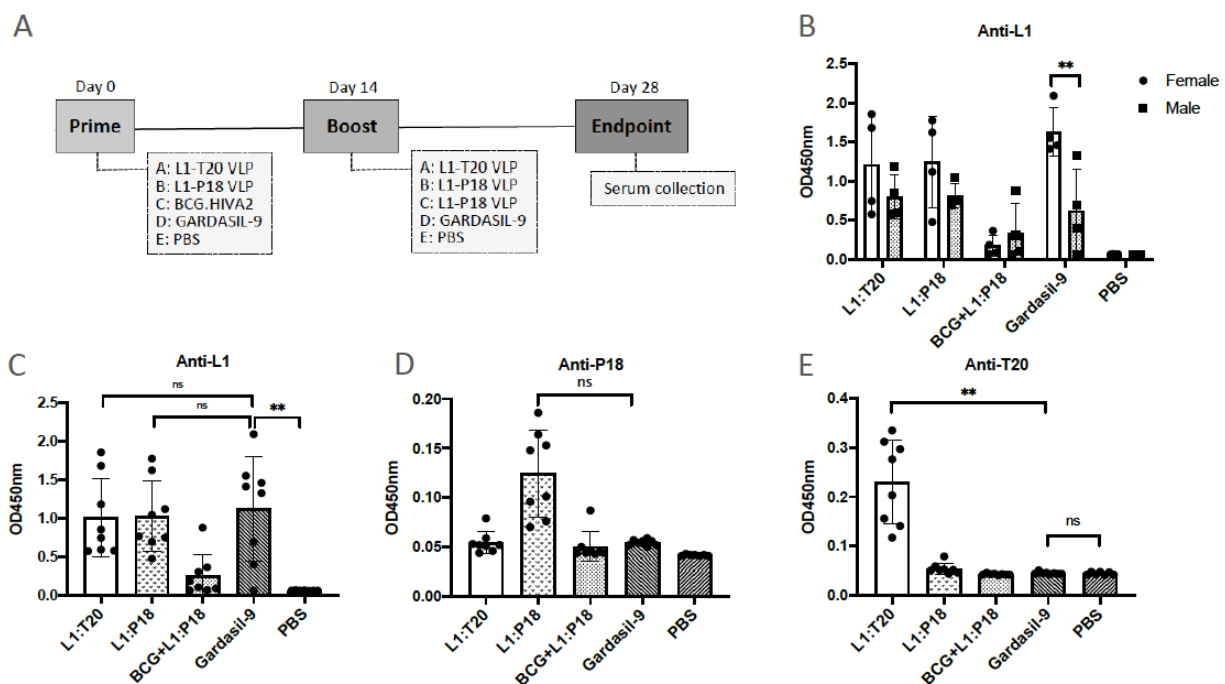 A
Day 0
Day 14
Day 28
Prime
Boost
Endpoint
A: L1-T20 VLP
B: L1-P18 VLP
C: BCG.HIVA2
D: GARDASIL-9
E: PBS
A: L1-T20 VLP
B: L1-P18 VLP
C: L1-P18 VLP
D: GARDASIL-9
E: PBS
Serum collection
B
Anti-L1
OD450nm
2.5
2.0
1.5
1.0
0.5
0.0
**
Female
Male
L1:T20
L1:P18
BCG+L1:P18
Gardasil-9
PBS
C
Anti-L1
OD450nm
2.5
2.0
1.5
1.0
0.5
0.0
ns
ns
**
L1:T20
L1:P18
BCG+L1:P18
Gardasil-9
PBS
D
Anti-P18
OD450nm
0.20
0.15
0.10
0.05
0.00
ns
L1:T20
L1:P18
BCG+L1:P18
Gardasil-9
PBS
E
Anti-T20
OD450nm
0.4
0.3
0.2
0.1
0.0
**
ns
L1:T20
L1:P18
BCG+L1:P18
Gardasil-9
PBS